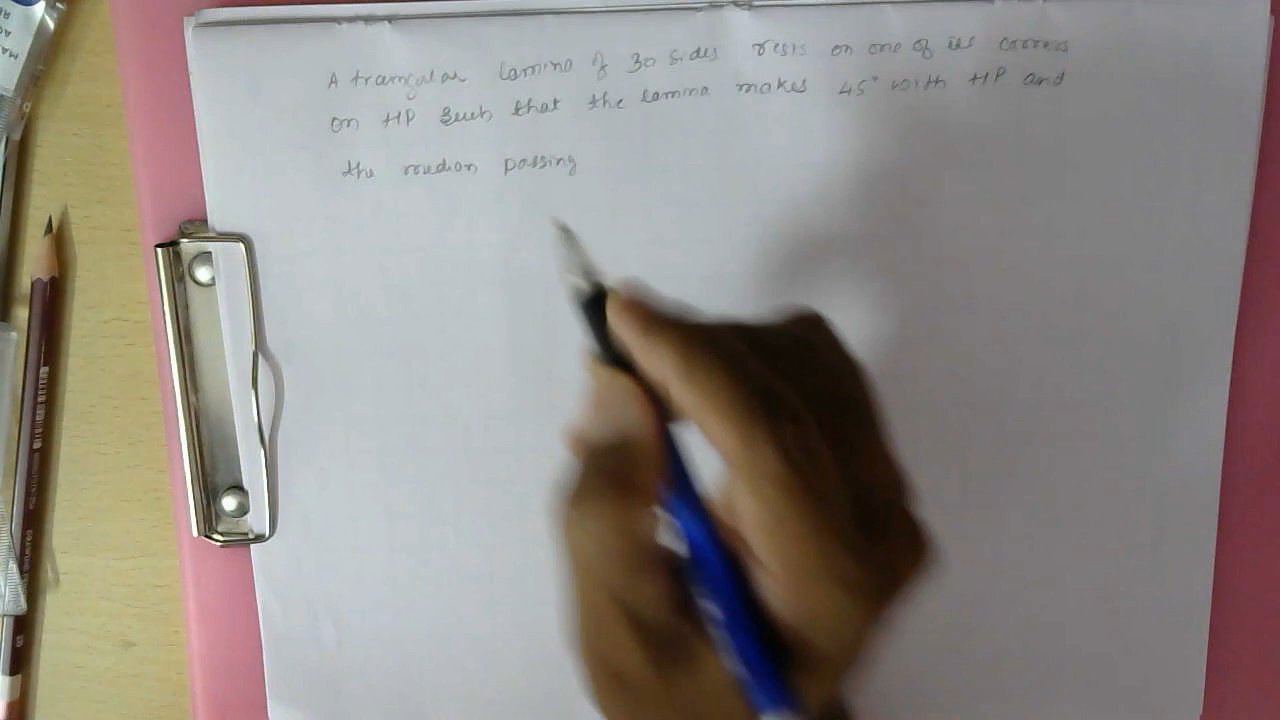 A triangular lamina of 30 sides rests on one of its corners
on HP such that the lamina makes 45° with HP and
the median passing